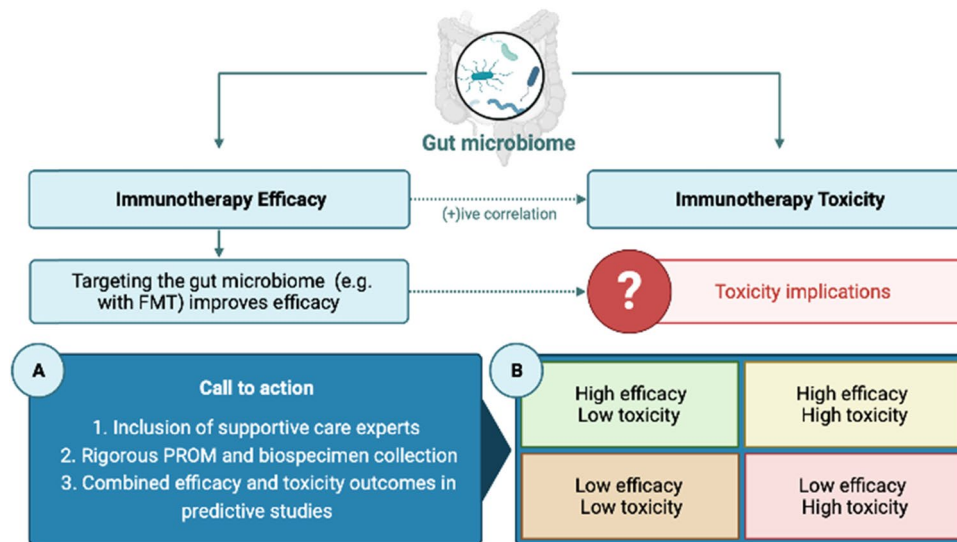 Gut microbiome
Immunotherapy Efficacy
(+)ive correlation
Immunotherapy Toxicity
Targeting the gut microbiome (e.g.
with FMT) improves efficacy
?
Toxicity implications
A
Call to action
1. Inclusion of supportive care experts
2. Rigorous PROM and biospecimen collection
3. Combined efficacy and toxicity outcomes in
predictive studies
B
High efficacy
Low toxicity
High efficacy
High toxicity
Low efficacy
Low toxicity
Low efficacy
High toxicity